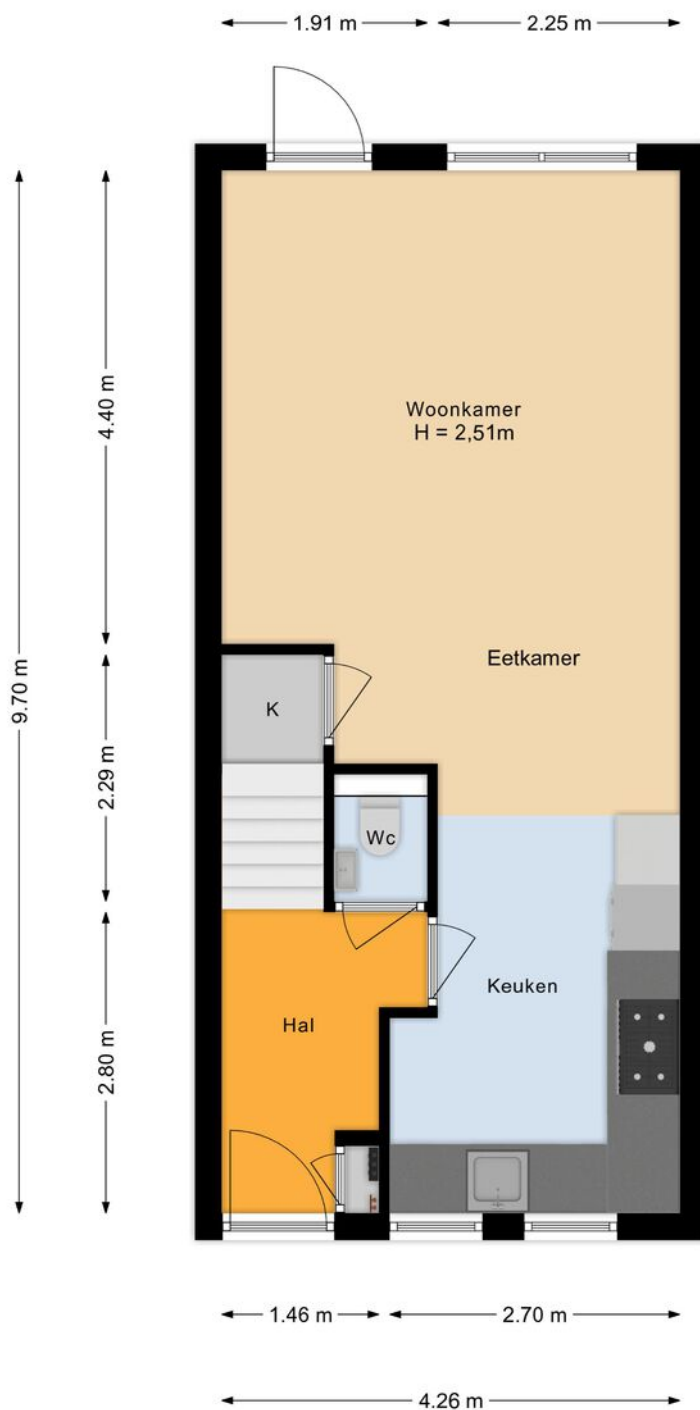 1.91 m
2.25 m
4.40 m
Woonkamer
H = 2,51m
Eetkamer
9.70 m
K
2.29 m
Wc
Keuken
Hal
2.80 m
1.46 m
2.70 m
4.26 m